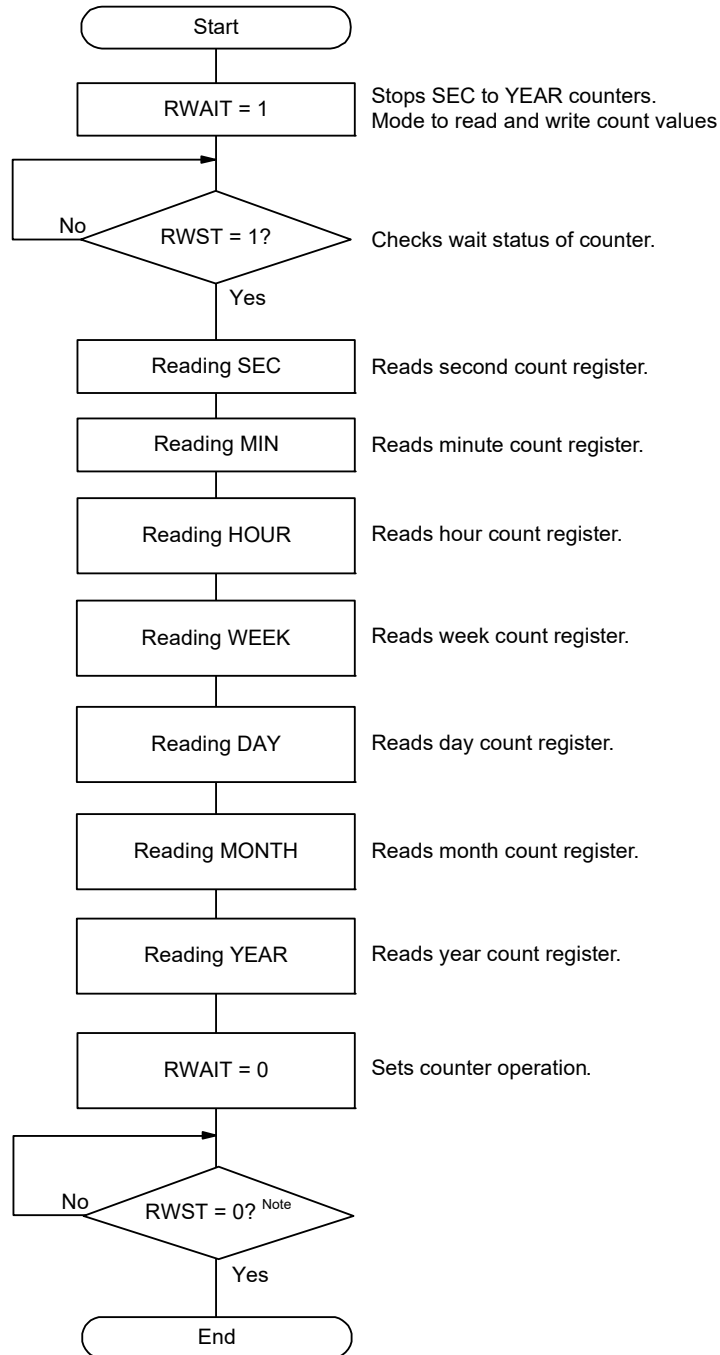 Start
RWAIT = 1
Stops SEC to YEAR counters.
Mode to read and write count values
No
RWST = 1?
Checks wait status of counter.
Yes
Reading SEC
Reads second count register.
Reading MIN
Reads minute count register.
Reading HOUR
Reads hour count register.
Reading WEEK
Reads week count register.
Reading DAY
Reads day count register.
Reading MONTH
Reads month count register.
Reading YEAR
Reads year count register.
RWAIT = 0
Sets counter operation.
No
RWST = 0? Note
Yes
End